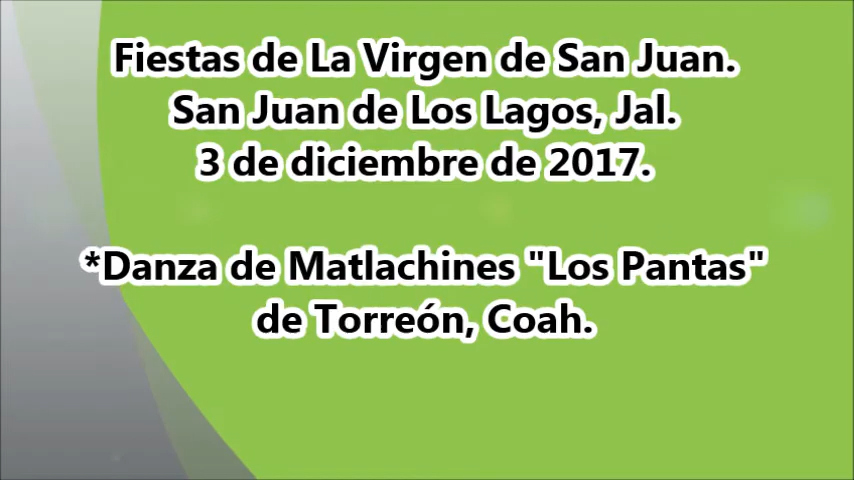 Fiestas de La Virgen de San Juan.
San Juan de Los Lagos, Jal.
3 de diciembre de 2017.
*Danza de Matlachines "Los Pantas"
de Torreón, Coah.